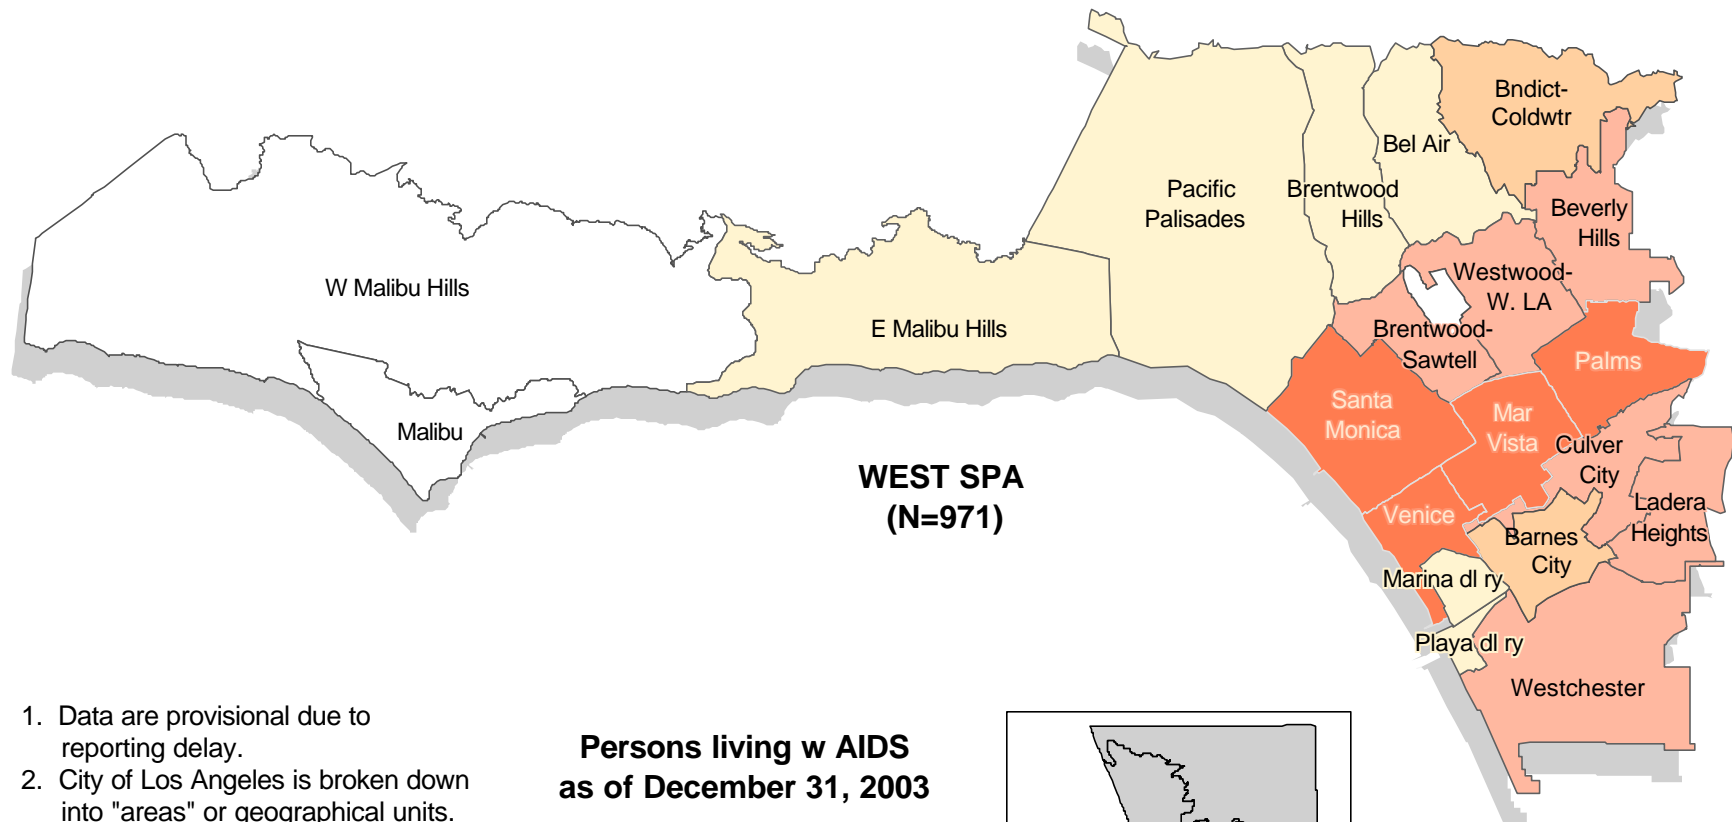 Bndict-
Coldwtr
Bel Air
Pacific
Palisades
Brentwood
Hills
Beverly
Hills
W Malibu Hills
Westwood-
W. LA
E Malibu Hills
Brentwood-
Sawtell
Palms
Santa
Monica
Mar
Vista
Malibu
Culver
City
WEST SPA
(N=971)
Venice
Ladera
Heights
Barnes
City
Marina dl ry
Playa dl ry
Westchester
1. Data are provisional due to
reporting delay.
2. City of Los Angeles is broken down
into "areas" or geographical units.
Persons living w AIDS
as of December 31, 2003